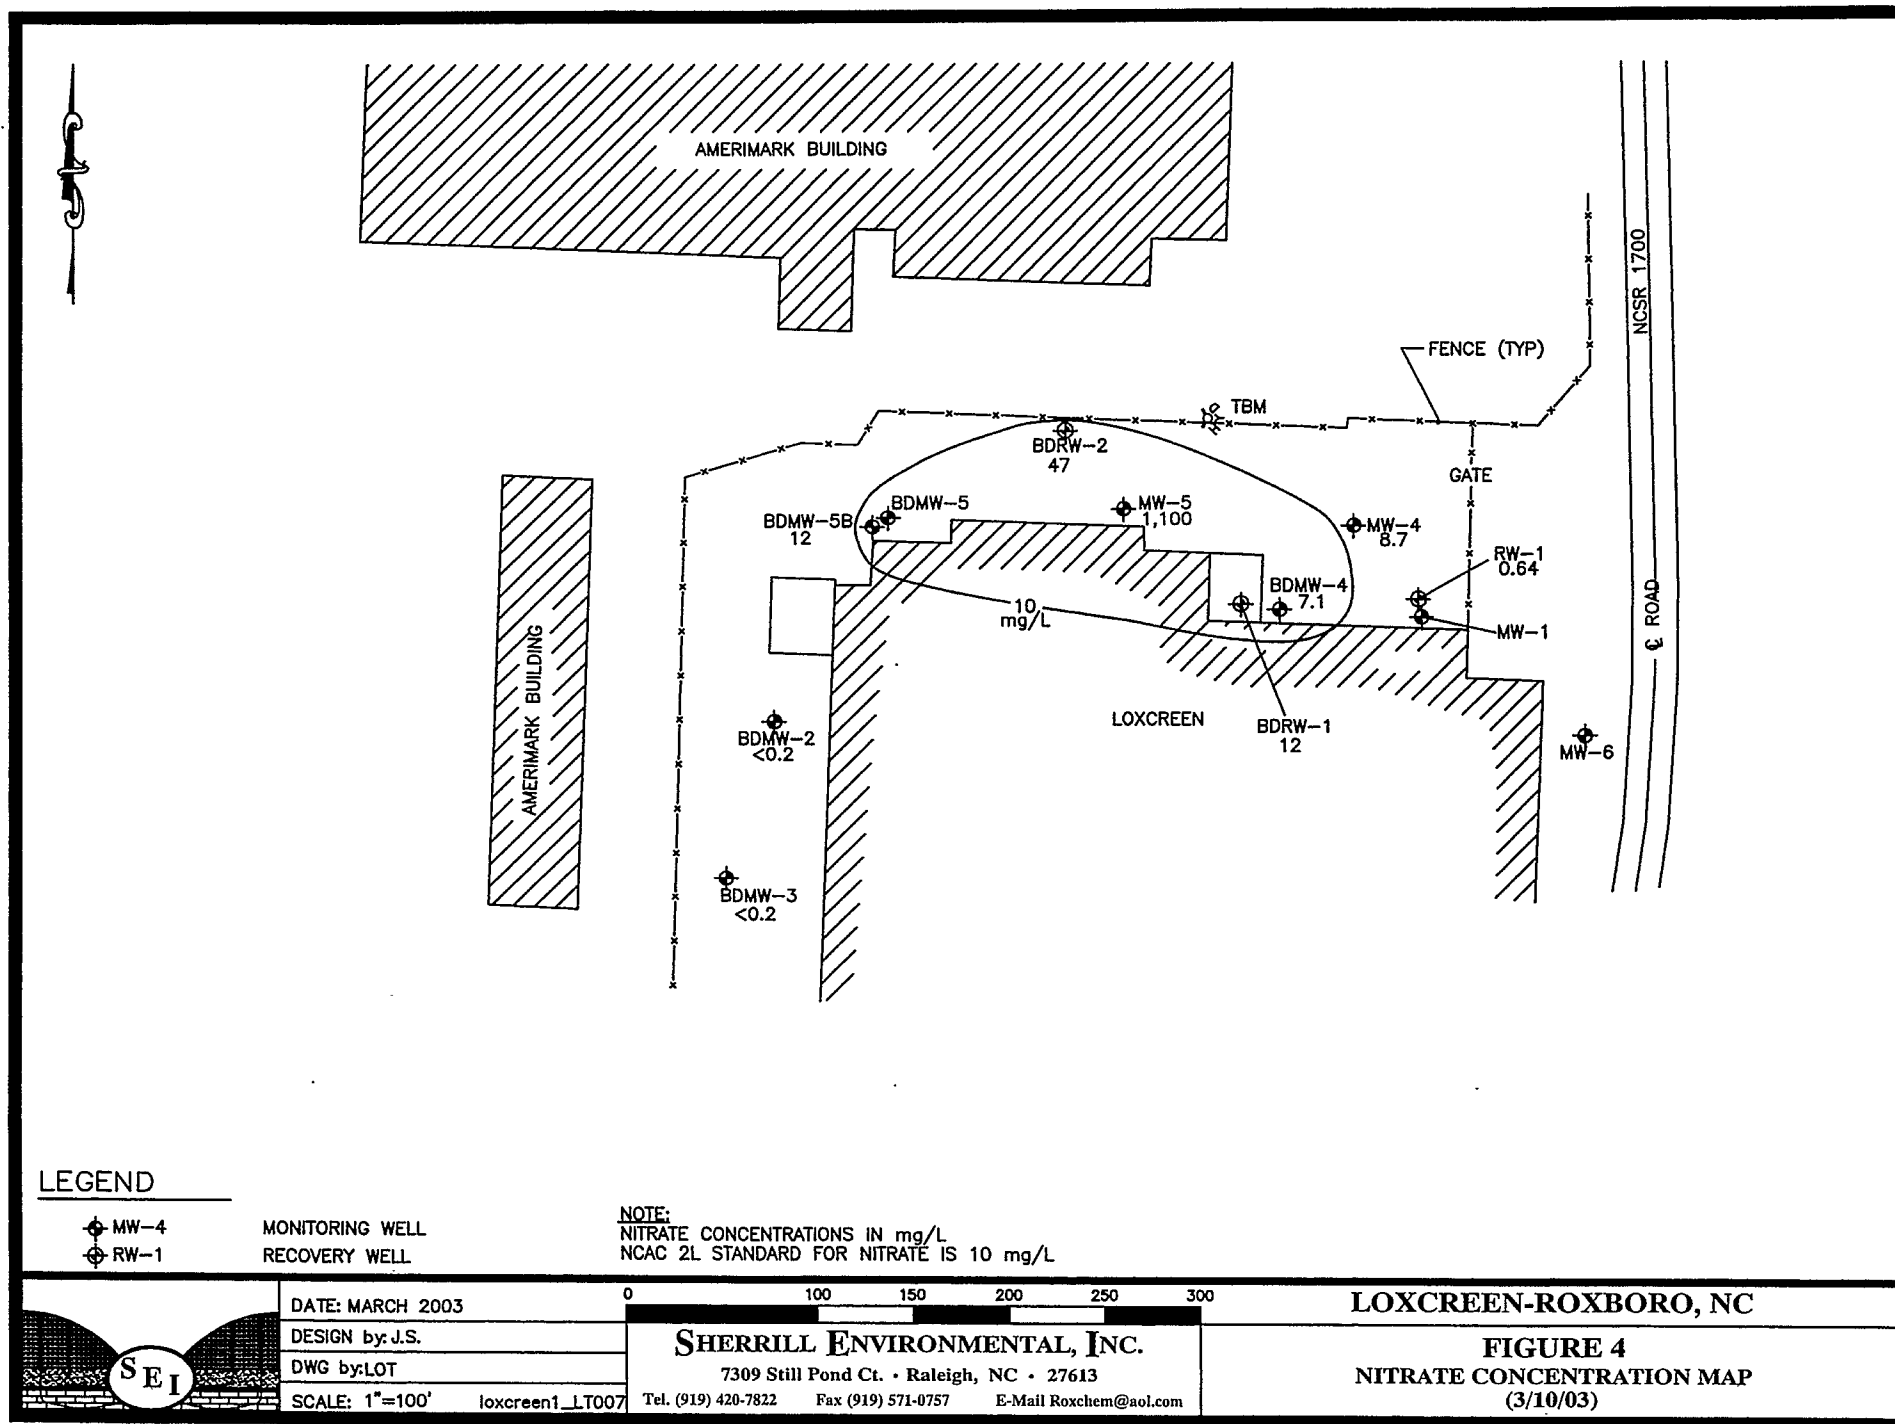 AMERIMARK BUILDING
NCSR 1700
FENCE (TYP)
HYD
TBM
BDRW-2
47
GATE
BDMW-5
MW-5
1,100
BDMW-5B
12
MW-4
8.7
RW-1
0.64
BDMW-4
7.1
10
mg/L
MW-1
℄ ROAD
AMERIMARK BUILDING
LOXCREEN
BDRW-1
12
BDMW-2
<0.2
MW-6
BDMW-3
<0.2
LEGEND
MW-4 MONITORING WELL
RW-1 RECOVERY WELL
NOTE:
NITRATE CONCENTRATIONS IN mg/L
NCAC 2L STANDARD FOR NITRATE IS 10 mg/L
SEI
DATE: MARCH 2003
DESIGN by: J.S.
DWG by: LOT
SCALE: 1"=100' loxcreen1_LT007
0 100 150 200 250 300
SHERRILL ENVIRONMENTAL, INC.
7309 Still Pond Ct. • Raleigh, NC • 27613
Tel. (919) 420-7822 Fax (919) 571-0757 E-Mail Roxchem@aol.com
LOXCREEN-ROXBORO, NC
FIGURE 4
NITRATE CONCENTRATION MAP
(3/10/03)